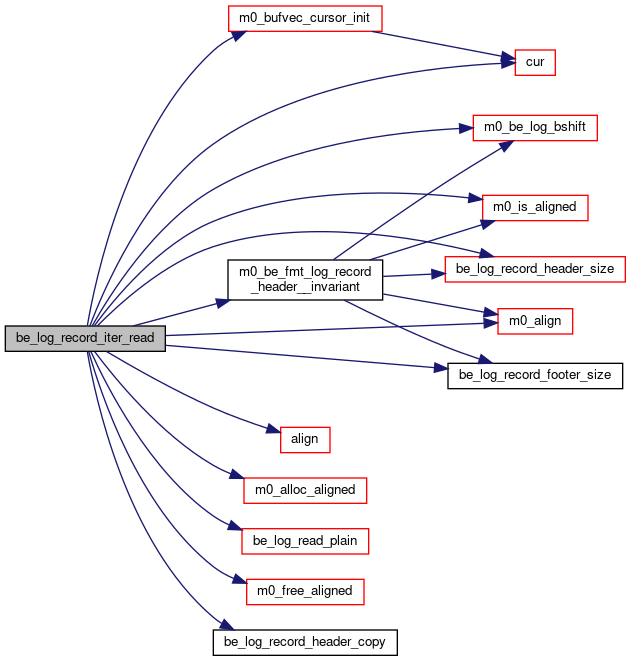 m0_bufvec_cursor_init
cur
m0_be_log_bshift
m0_is_aligned
be_log_record_header_size
m0_be_fmt_log_record
_header__invariant
m0_align
be_log_record_iter_read
be_log_record_footer_size
align
m0_alloc_aligned
be_log_read_plain
m0_free_aligned
be_log_record_header_copy